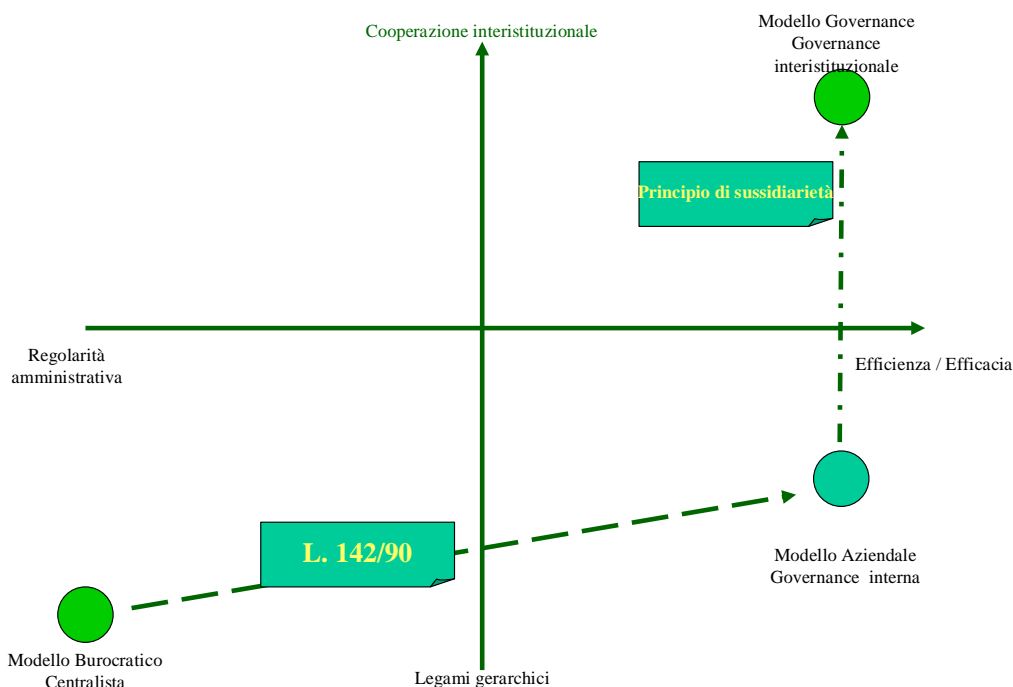 Modello Governance
Governance
interistituzionale
Cooperazione interistituzionale
Principio di sussidiarietà
Regolarità
amministrativa
Efficienza / Efficacia
L. 142/90
Modello Aziendale
Governance interna
Modello Burocratico
Centralista
Legami gerarchici